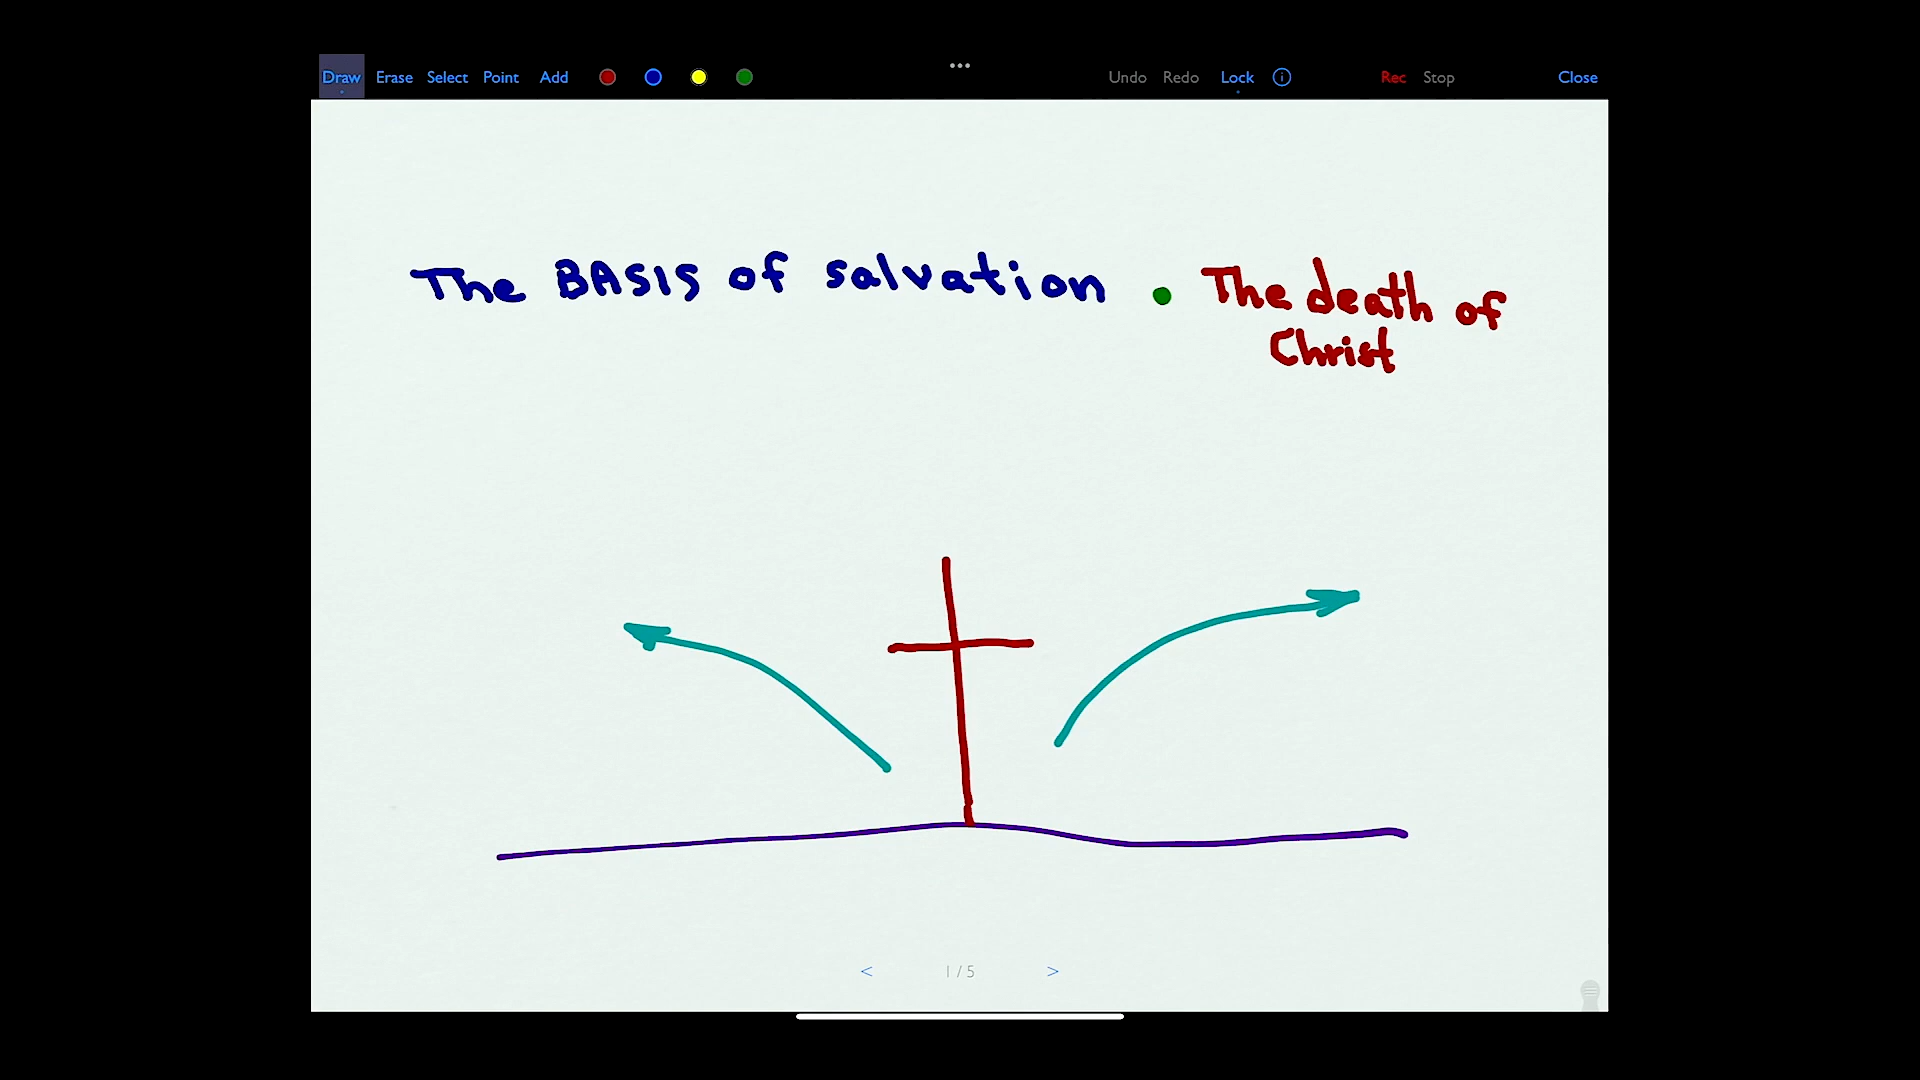 Draw Erase Select Point Add ... Undo Redo Lock Rec Stop Close
The BASIS of salvation • The death of
Christ
< 1 / 5 >